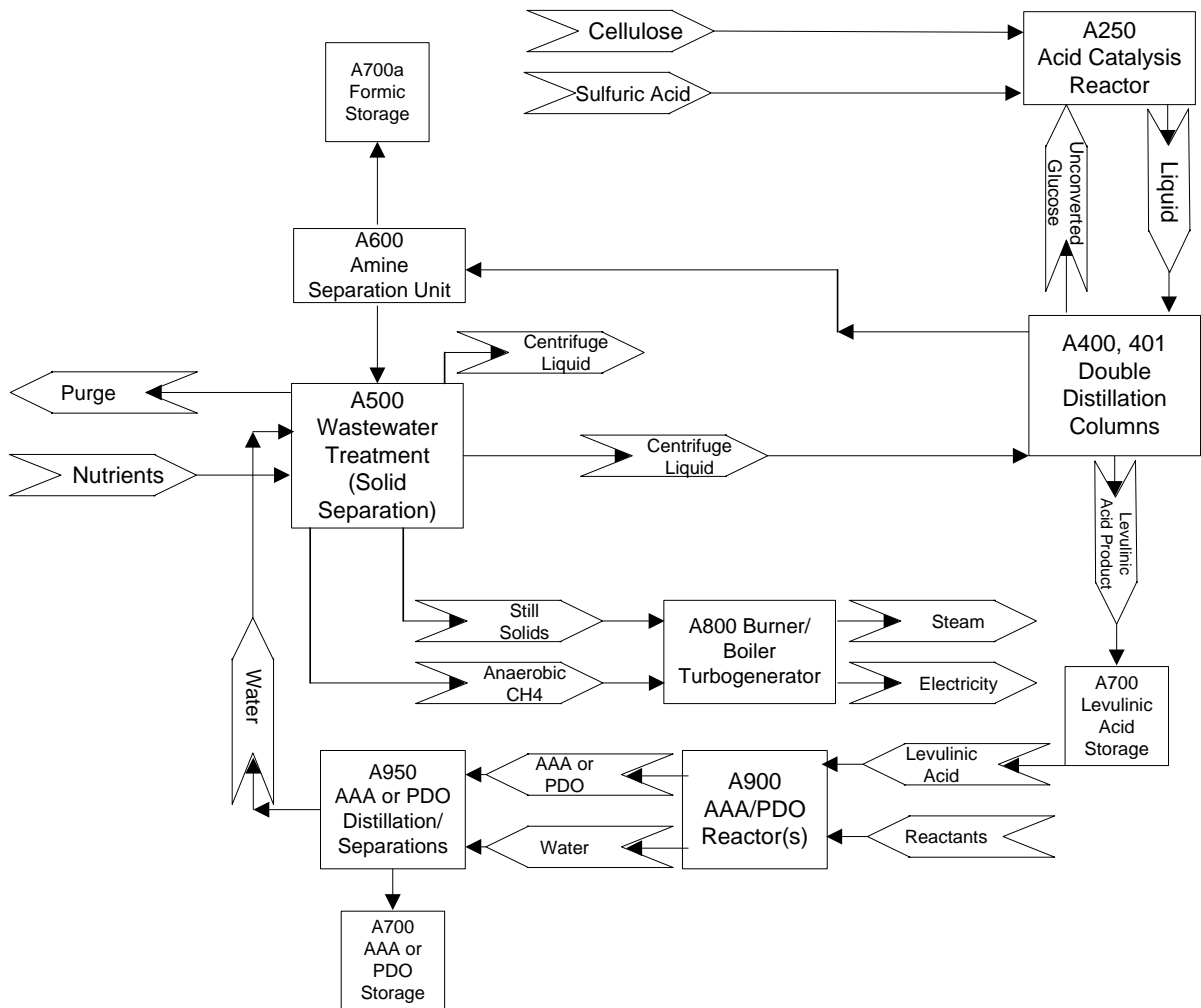 Cellulose
A250
Acid Catalysis
Reactor
A700a
Formic
Storage
Sulfuric Acid
Unconverted
Glucose
Liquid
A600
Amine
Separation Unit
Centrifuge
Liquid
A400, 401
Double
Distillation
Columns
Purge
A500
Wastewater
Treatment
(Solid
Separation)
Centrifuge
Liquid
Nutrients
Levulinic
Acid Product
Still
Solids
A800 Burner/
Boiler
Turbogenerator
Steam
Anaerobic
CH4
Electricity
Water
A700
Levulinic
Acid
Storage
A950
AAA or PDO
Distillation/
Separations
AAA or
PDO
A900
AAA/PDO
Reactor(s)
Levulinic
Acid
Water
Reactants
A700
AAA or
PDO
Storage